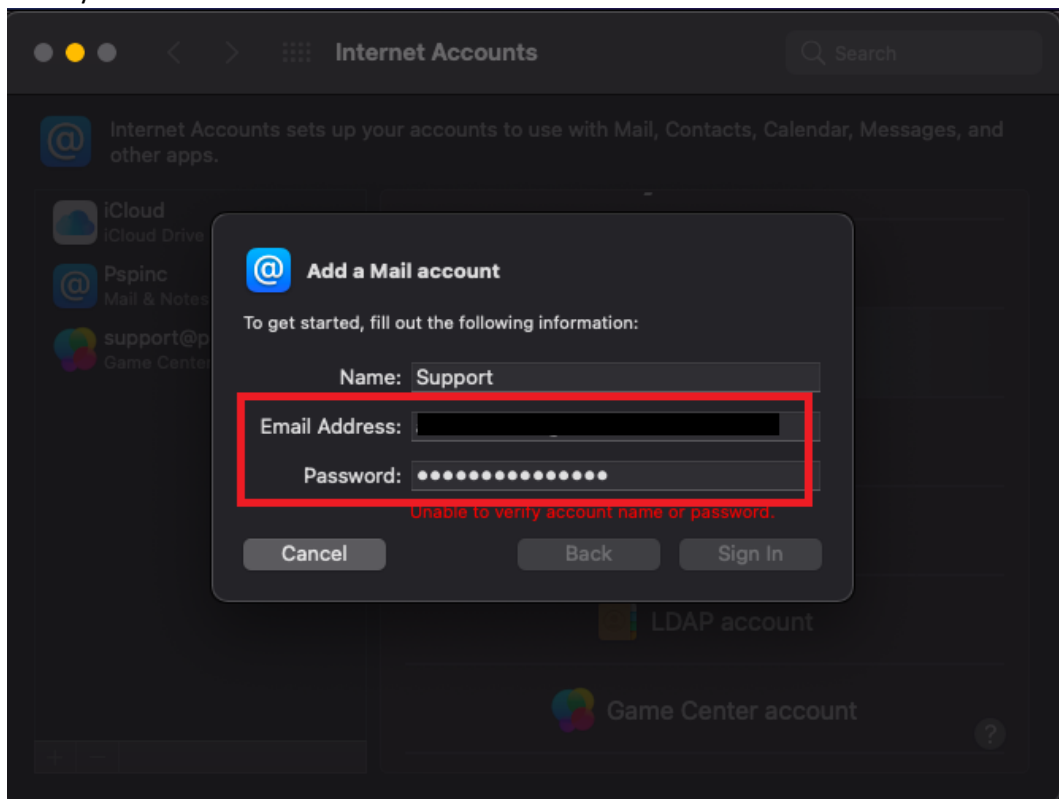 Internet Accounts
Search
Internet Accounts sets up your accounts to use with Mail, Contacts, Calendar, Messages, and
other apps.
iCloud
iCloud Drive
Pspinc
Mail & Notes
support@p
Game Center
Add a Mail account
To get started, fill out the following information:
Name: Support
Email Address:
Password: ●●●●●●●●●●●●●●●
Unable to verify account name or password.
Cancel
Back
Sign In
LDAP account
Game Center account
?
+ −